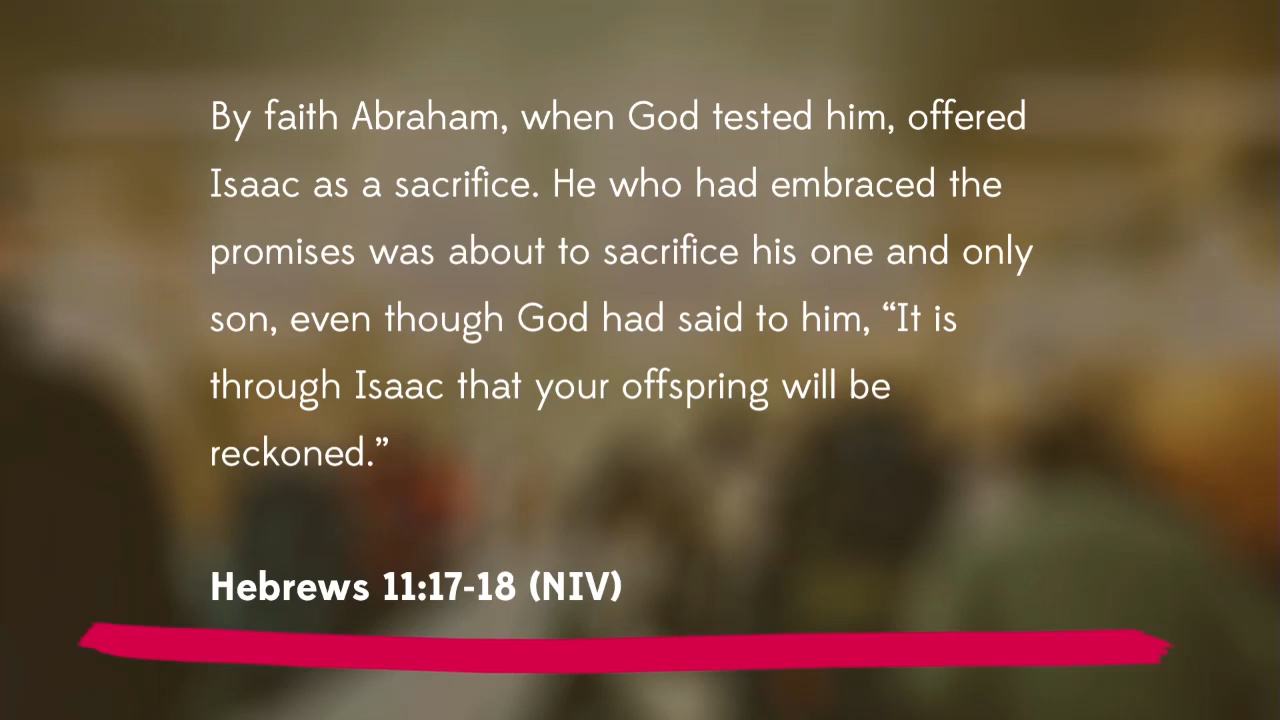 By faith Abraham, when God tested him, offered
Isaac as a sacrifice. He who had embraced the
promises was about to sacrifice his one and only
son, even though God had said to him, “It is
through Isaac that your offspring will be
reckoned.”
Hebrews 11:17-18 (NIV)